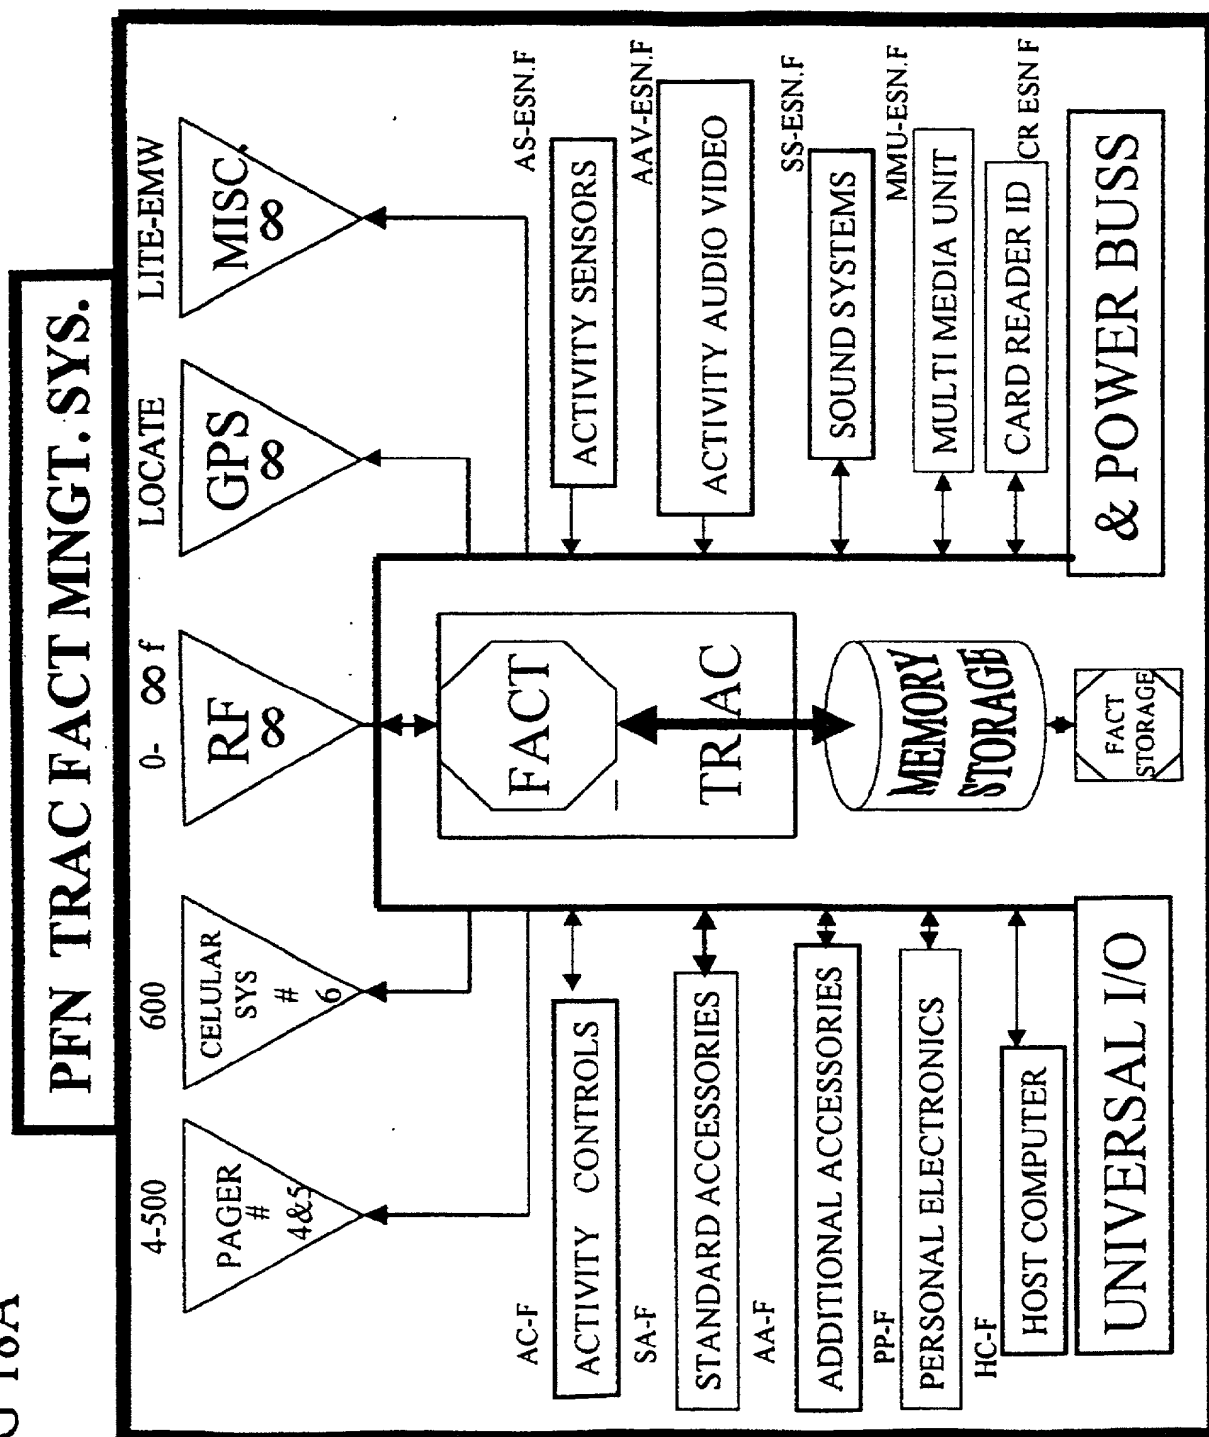 G 18A
PFN TRAC FACT MNGT. SYS.
4-500
600
0- ∞ f
LOCATE
LITE-EMW
PAGER
#
4&5
CELULAR
SYS
#
6
RF
∞
GPS
∞
MISC.
∞
AC-F
ACTIVITY CONTROLS
SA-F
STANDARD ACCESSORIES
AA-F
ADDITIONAL ACCESSORIES
PP-F
PERSONAL ELECTRONICS
HC-F
HOST COMPUTER
UNIVERSAL I/O
FACT
TRAC
MEMORY
STORAGE
FACT
STORAGE
AS-ESN.F
ACTIVITY SENSORS
AAV-ESN.F
ACTIVITY AUDIO VIDEO
SS-ESN.F
SOUND SYSTEMS
MMU-ESN.F
MULTI MEDIA UNIT
CARD READER ID
CR ESN F
& POWER BUSS